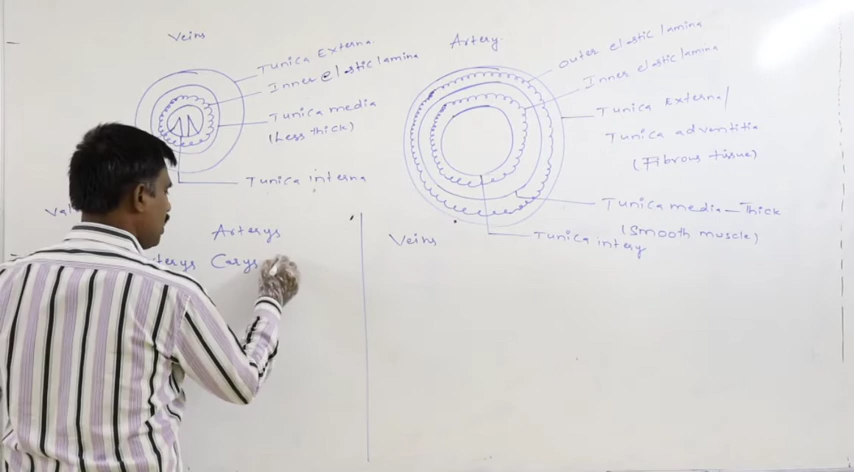 Veins
Tunica Externa.
Inner elastic lamina
Tunica media
(Less thick)
Tunica interna
Artery
outer elastic lamina
Inner elastic lamina
Tunica External
Tunica adventitia
(Fibrous tissue)
Tunica media - Thick
(Smooth muscle)
Tunica intery
Arterys
Carys
Veins